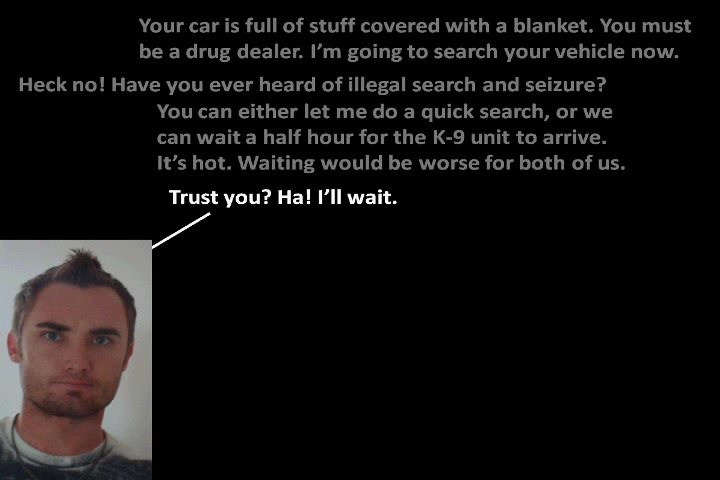 Your car is full of stuff covered with a blanket. You must
be a drug dealer. I’m going to search your vehicle now.
Heck no! Have you ever heard of illegal search and seizure?
You can either let me do a quick search, or we
can wait a half hour for the K-9 unit to arrive.
It’s hot. Waiting would be worse for both of us.
Trust you? Ha! I’ll wait.